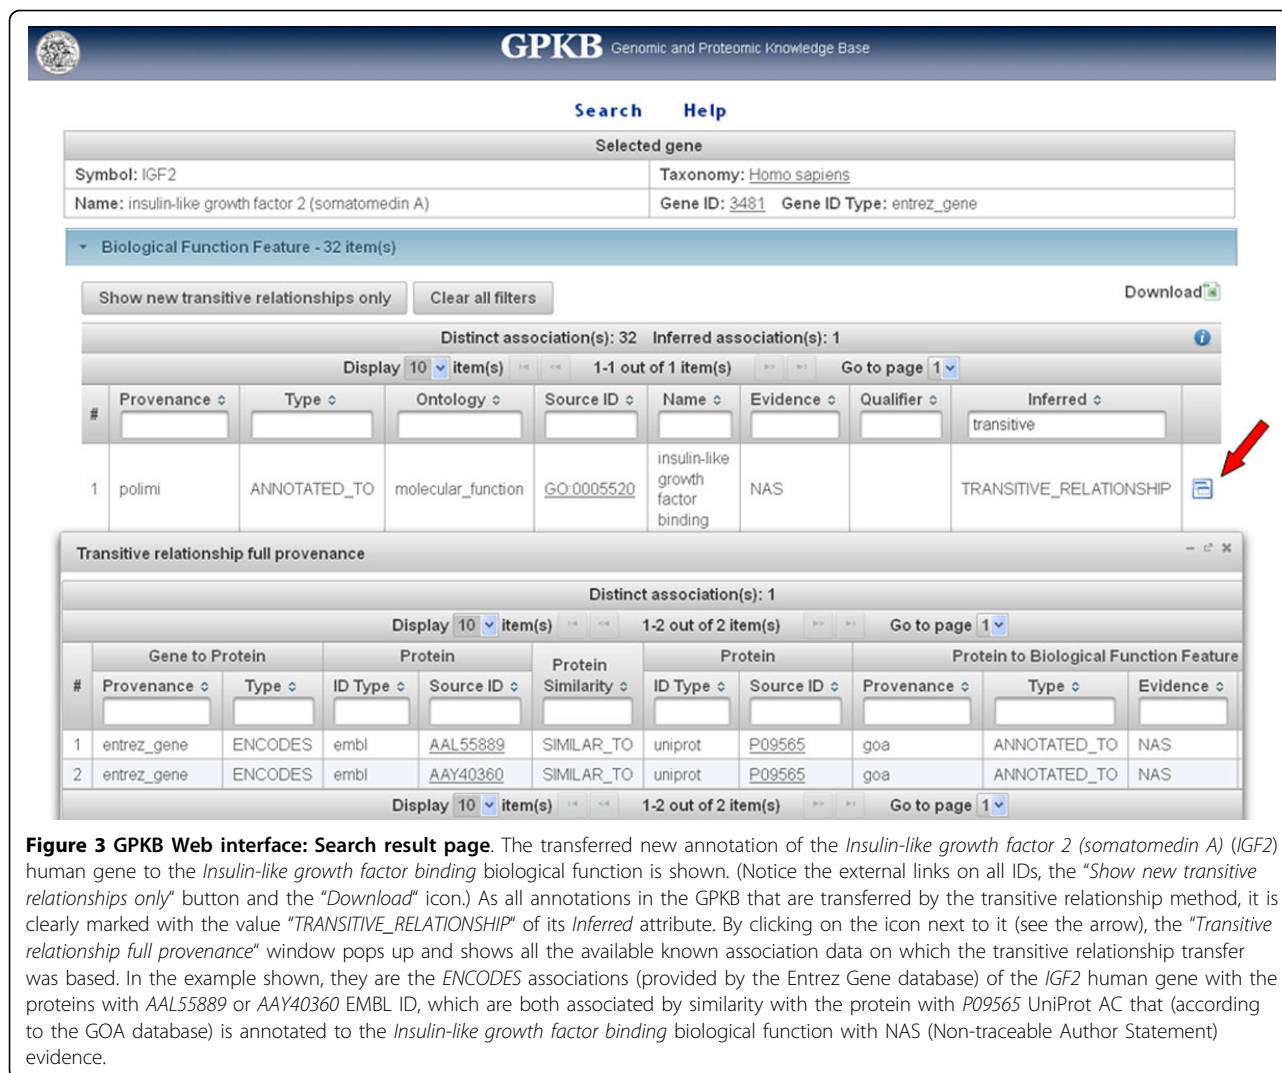 GPKB Genomic and Proteomic Knowledge Base
Search Help
Selected gene
Symbol: IGF2 Taxonomy: Homo sapiens
Name: insulin-like growth factor 2 (somatomedin A) Gene ID: 3481 Gene ID Type: entrez_gene
Biological Function Feature - 32 item(s)
Show new transitive relationships only Clear all filters Download
Distinct association(s): 32 Inferred association(s): 1
Display 10 item(s) 1-1 out of 1 item(s) Go to page 1
# Provenance Type Ontology Source ID Name Evidence Qualifier Inferred
transitive
1 polimi ANNOTATED_TO molecular_function GO:0005520 insulin-like growth factor binding NAS TRANSITIVE_RELATIONSHIP
Transitive relationship full provenance
Distinct association(s): 1
Display 10 item(s) 1-2 out of 2 item(s) Go to page 1
Gene to Protein Protein Protein Similarity Protein Protein to Biological Function Feature
# Provenance Type ID Type Source ID ID Type Source ID Provenance Type Evidence
1 entrez_gene ENCODES embl AAL55889 SIMILAR_TO uniprot P09565 goa ANNOTATED_TO NAS
2 entrez_gene ENCODES embl AAY40360 SIMILAR_TO uniprot P09565 goa ANNOTATED_TO NAS
Display 10 item(s) 1-2 out of 2 item(s) Go to page 1
Figure 3 GPKB Web interface: Search result page. The transferred new annotation of the Insulin-like growth factor 2 (somatomedin A) (IGF2)
human gene to the Insulin-like growth factor binding biological function is shown. (Notice the external links on all IDs, the "Show new transitive
relationships only" button and the "Download" icon.) As all annotations in the GPKB that are transferred by the transitive relationship method, it is
clearly marked with the value "TRANSITIVE_RELATIONSHIP" of its Inferred attribute. By clicking on the icon next to it (see the arrow), the "Transitive
relationship full provenance" window pops up and shows all the available known association data on which the transitive relationship transfer
was based. In the example shown, they are the ENCODES associations (provided by the Entrez Gene database) of the IGF2 human gene with the
proteins with AAL55889 or AAY40360 EMBL ID, which are both associated by similarity with the protein with P09565 UniProt AC that (according
to the GOA database) is annotated to the Insulin-like growth factor binding biological function with NAS (Non-traceable Author Statement)
evidence.